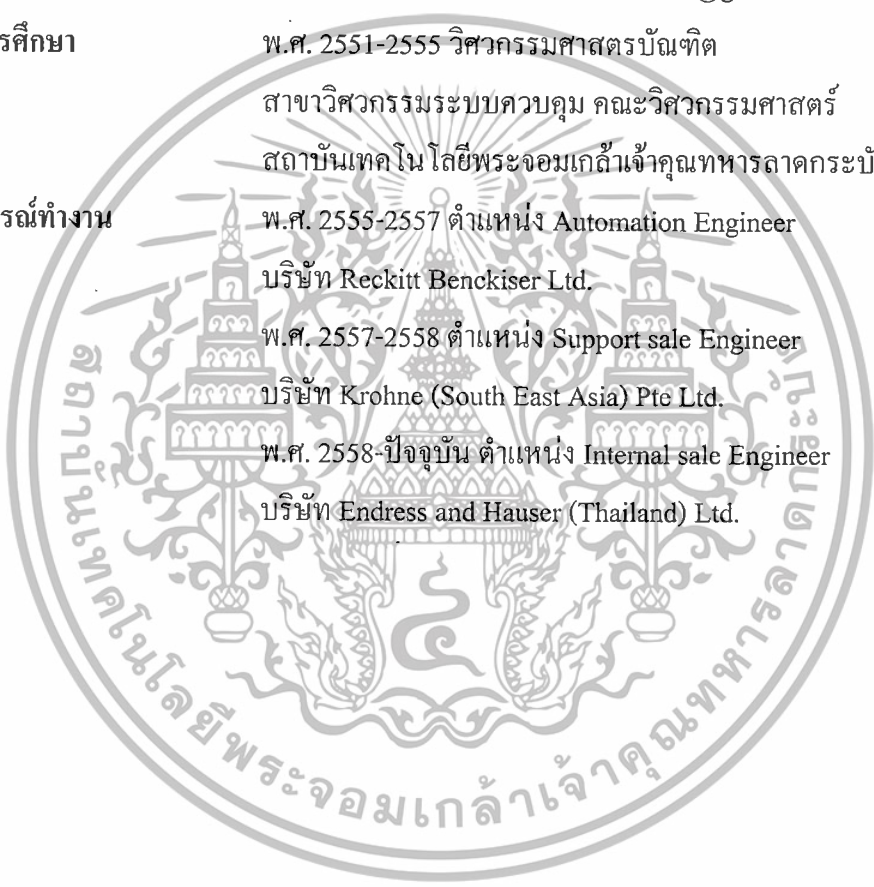 รศึกษา พ.ศ. 2551-2555 วิศวกรรมศาสตรบัณฑิต
สาขาวิศวกรรมระบบควบคุม คณะวิศวกรรมศาสตร์
สถาบันเทคโนโลยีพระจอมเกล้าเจ้าคุณทหารลาดกระบั
รณ์ทำงาน พ.ศ. 2555-2557 ตำแหน่ง Automation Engineer
บริษัท Reckitt Benckiser Ltd.
พ.ศ. 2557-2558 ตำแหน่ง Support sale Engineer
บริษัท Krohne (South East Asia) Pte Ltd.
พ.ศ. 2558-ปัจจุบัน ตำแหน่ง Internal sale Engineer
บริษัท Endress and Hauser (Thailand) Ltd.
สถาบันเทคโนโลยีพระจอมเกล้าเจ้าคุณทหารลาดกระบัง
๔